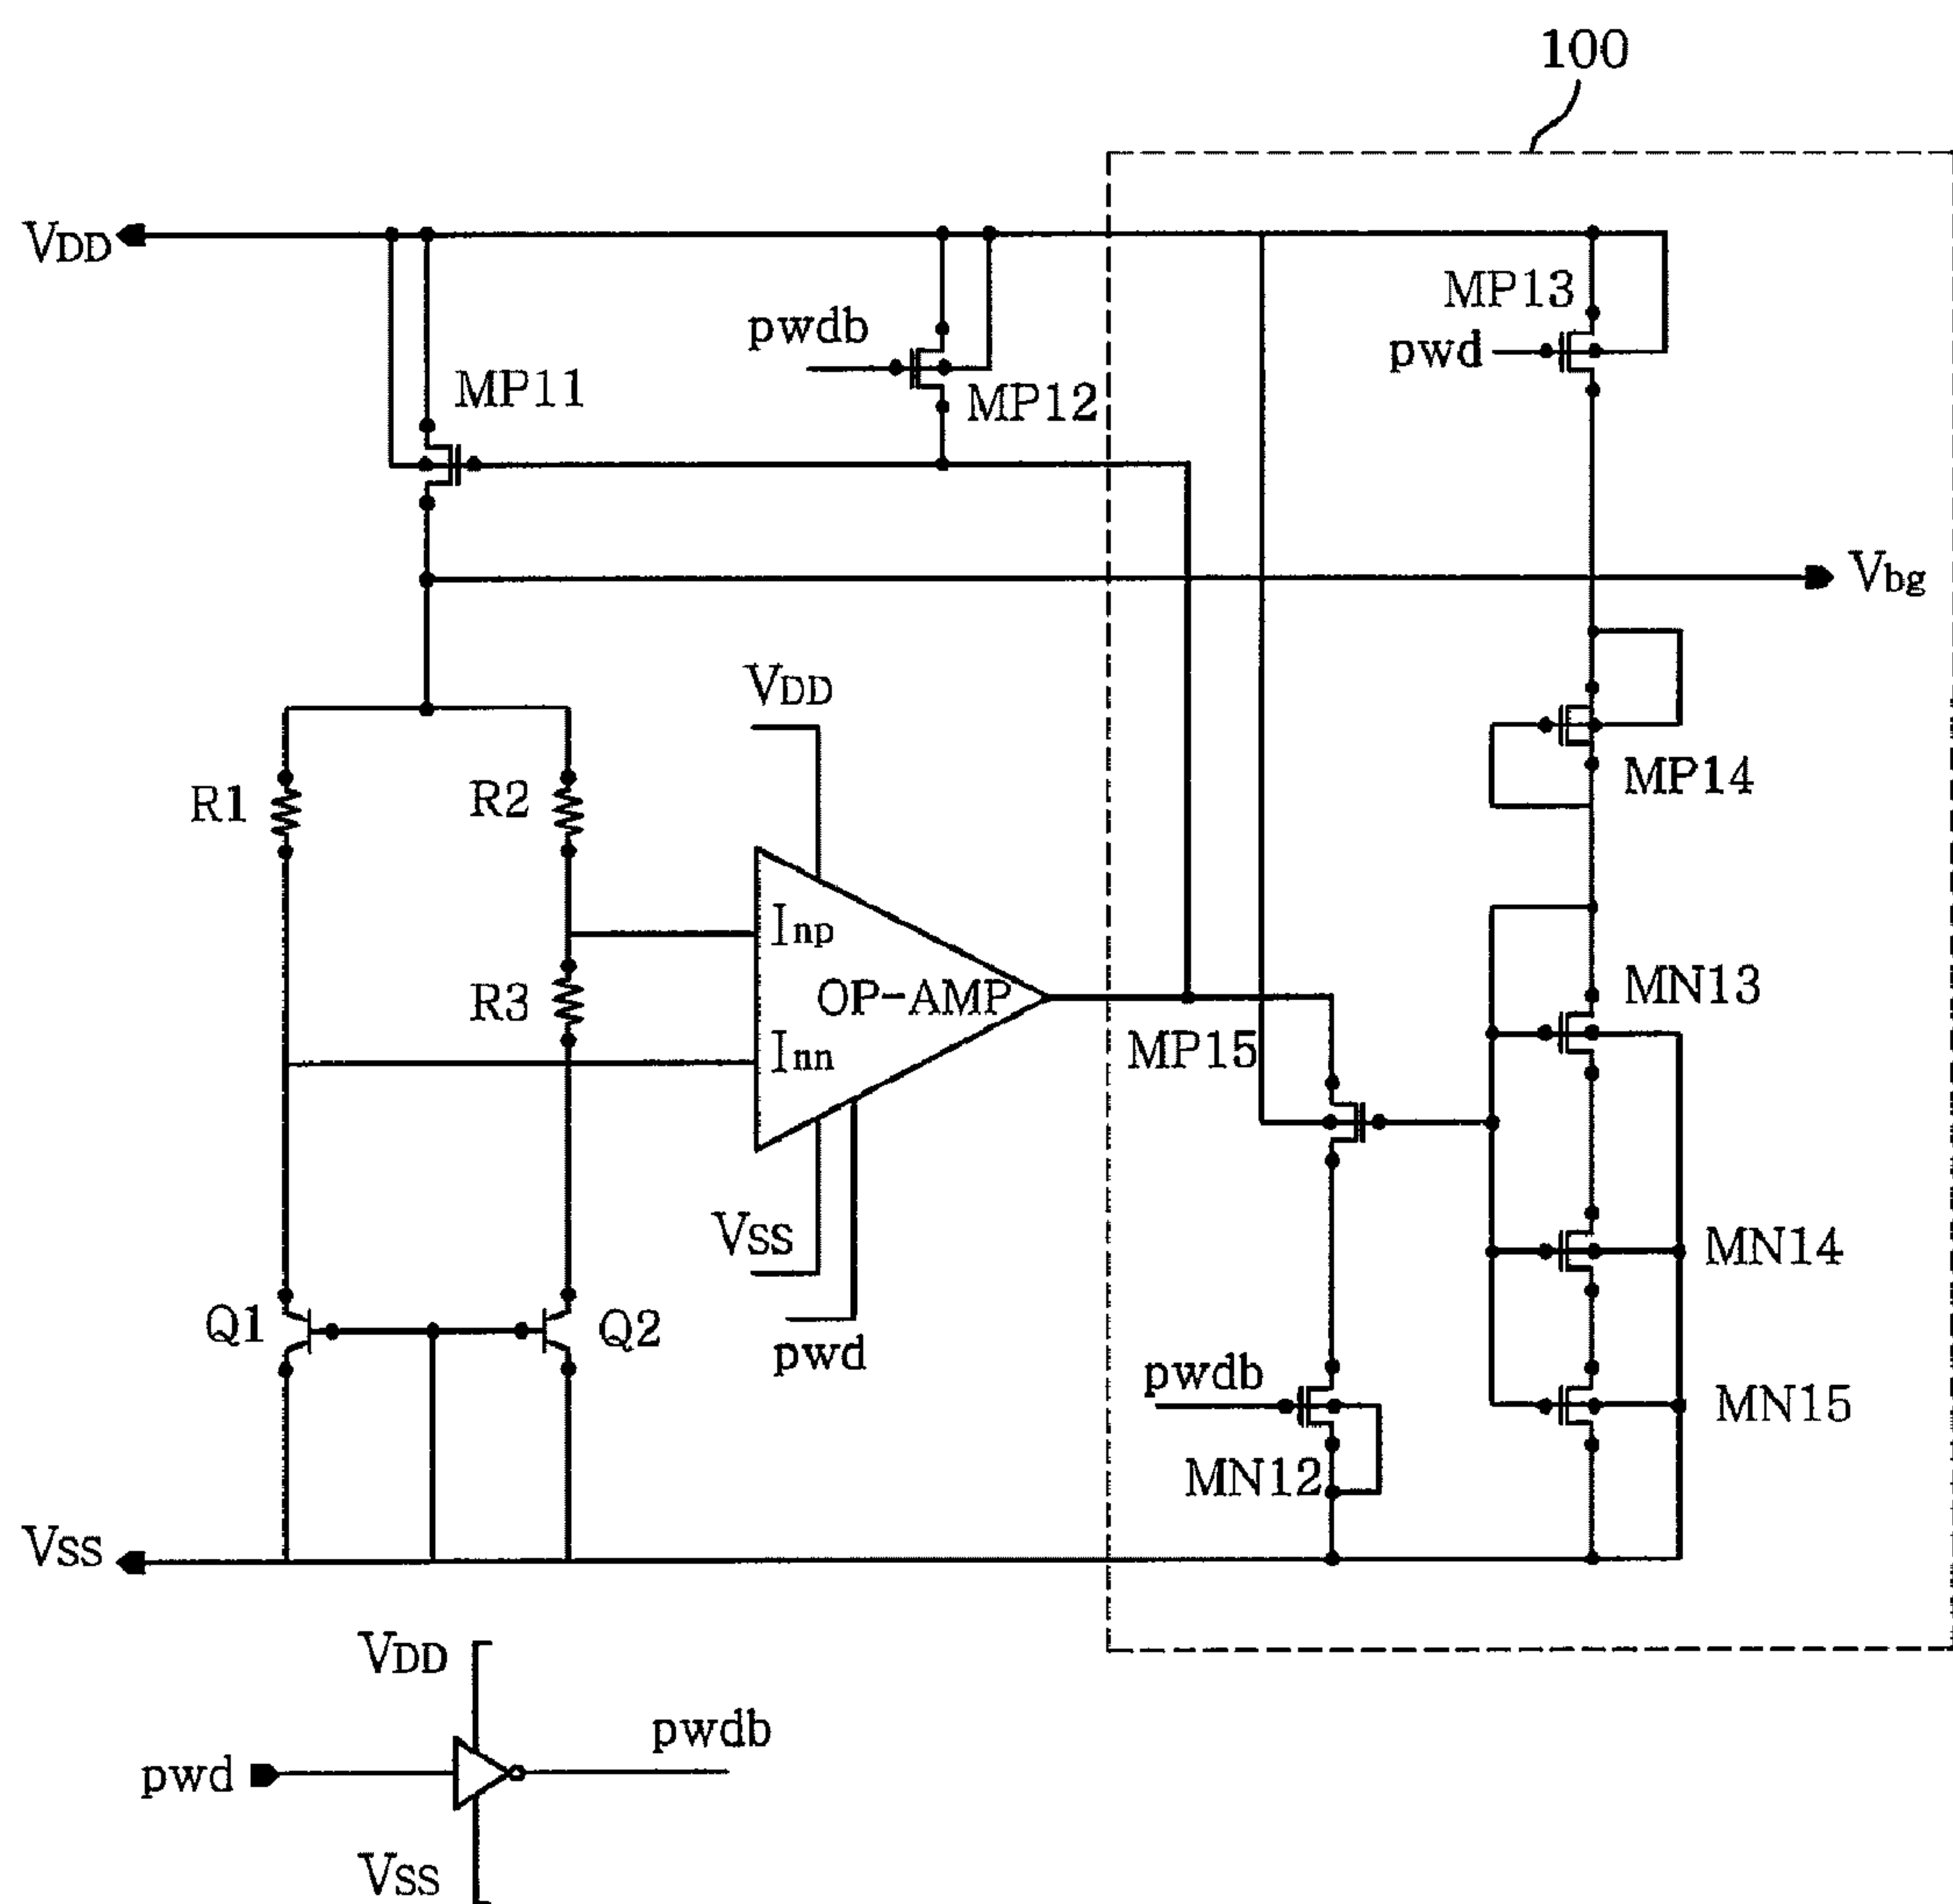 100
VDD
MP13
pwdb
pwd
MP11
MP12
Vbg
VDD
R1
R2
MP14
Inp
R3
OP-AMP
MN13
MP15
Inn
VSS
MN14
Q1
Q2
pwd
pwdb
MN15
MN12
VSS
VDD
pwdb
pwd
VSS